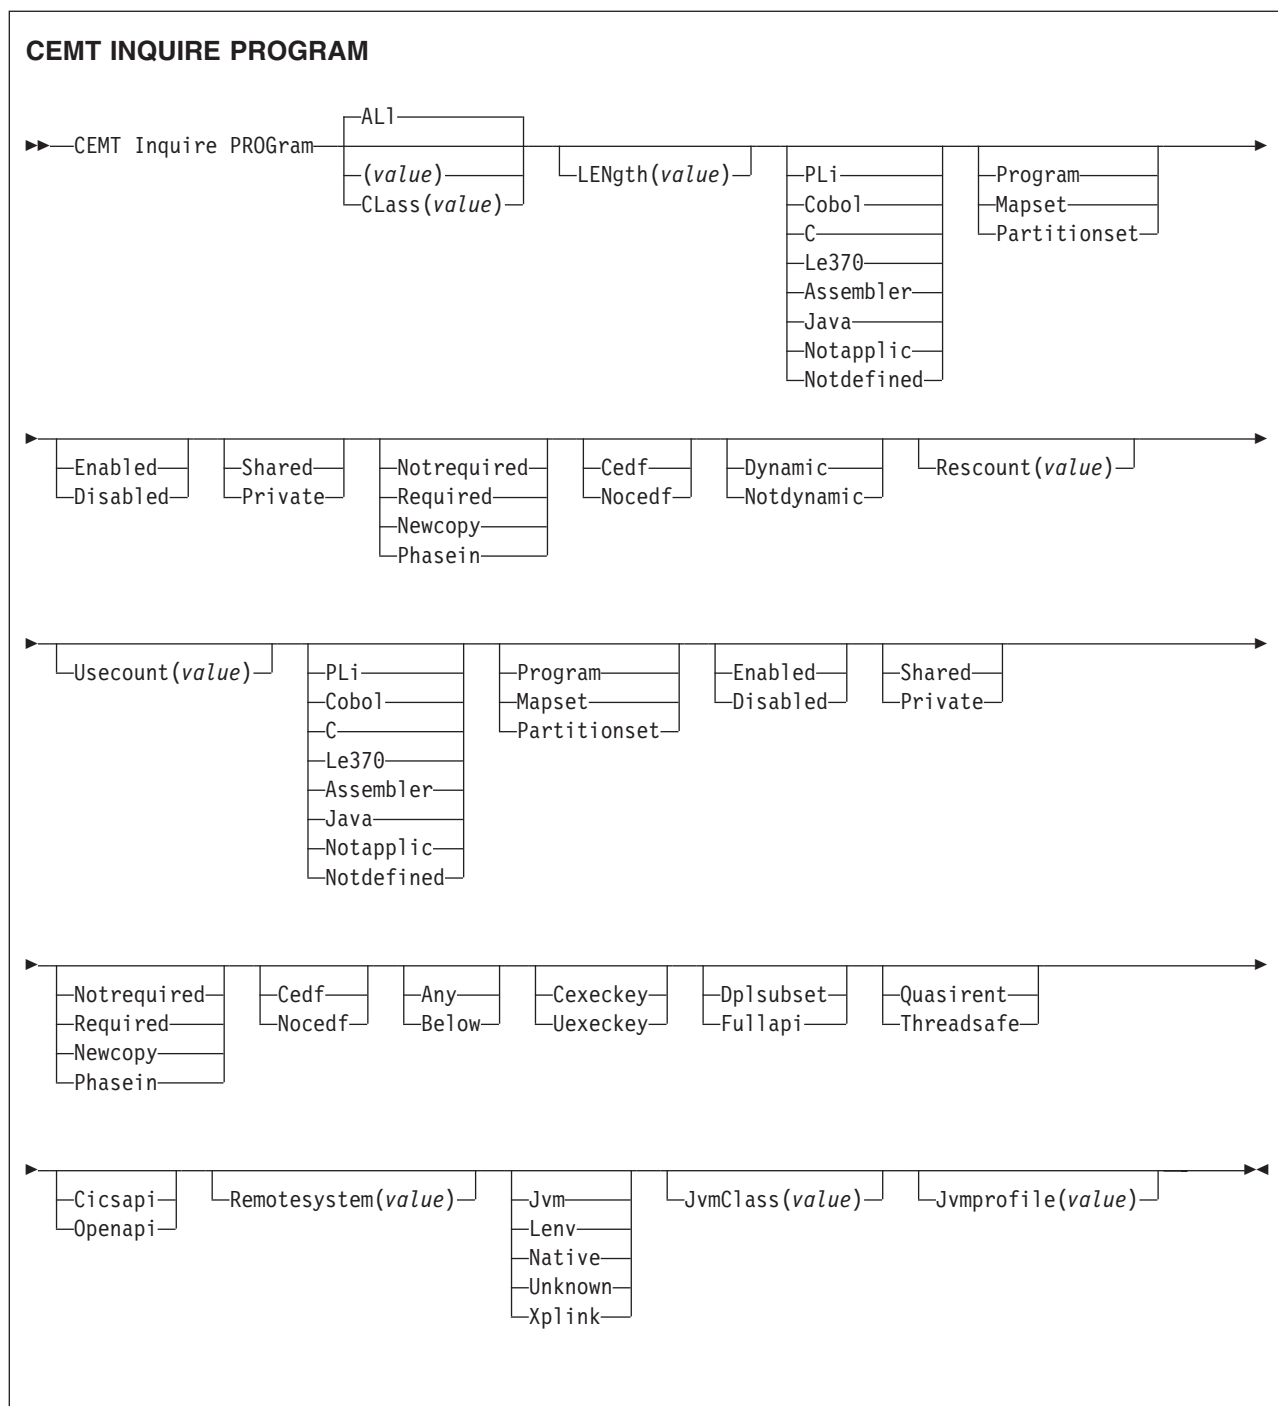 CEMT INQUIRE PROGRAM
ALl
CEMT Inquire PROGram
(value)
CLass(value)
LENgth(value)
PLi
Cobol
C
Le370
Assembler
Java
Notapplic
Notdefined
Program
Mapset
Partitionset
Enabled
Disabled
Shared
Private
Notrequired
Required
Newcopy
Phasein
Cedf
Nocedf
Dynamic
Notdynamic
Rescount(value)
Usecount(value)
PLi
Cobol
C
Le370
Assembler
Java
Notapplic
Notdefined
Program
Mapset
Partitionset
Enabled
Disabled
Shared
Private
Notrequired
Required
Newcopy
Phasein
Cedf
Nocedf
Any
Below
Cexeckey
Uexeckey
Dplsubset
Fullapi
Quasirent
Threadsafe
Cicsapi
Openapi
Remotesystem(value)
Jvm
Lenv
Native
Unknown
Xplink
JvmClass(value)
Jvmprofile(value)